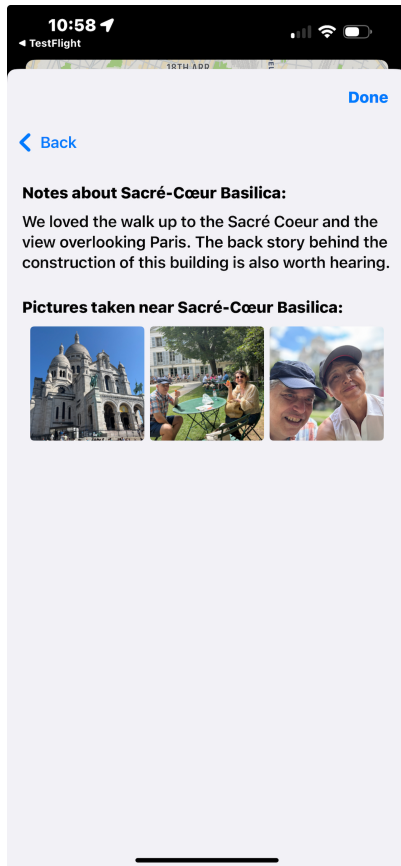 10:58
◀ TestFlight
18TH ARR
Done
Back
Notes about Sacré-Cœur Basilica:
We loved the walk up to the Sacré Coeur and the
view overlooking Paris. The back story behind the
construction of this building is also worth hearing.
Pictures taken near Sacré-Cœur Basilica: